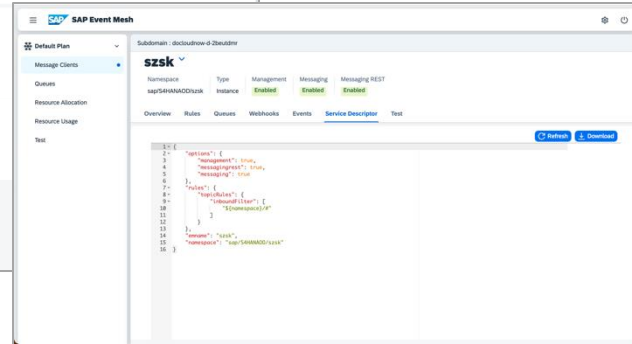 SAP SAP Event Mesh
Default Plan
Message Clients
Queues
Resource Allocation
Resource Usage
Test
Subdomain : docloudnow-d-2beuidmr
szsk
Namespace Type Management Messaging Messaging REST
sap/S4HANAOD/szsk Instance Enabled Enabled Enabled
Overview Rules Queues Webhooks Events Service Descriptor Test
Refresh Download
1 {
2 "options": {
3 "management": true,
4 "messagingrest": true,
5 "messaging": true
6 },
7 "rules": {
8 "topicRules": {
9 "inboundFilter": [
10 "${namespace}/#"
11 ]
12 }
13 },
14 "emname": "szsk",
15 "namespace": "sap/S4HANAOD/szsk"
16 }